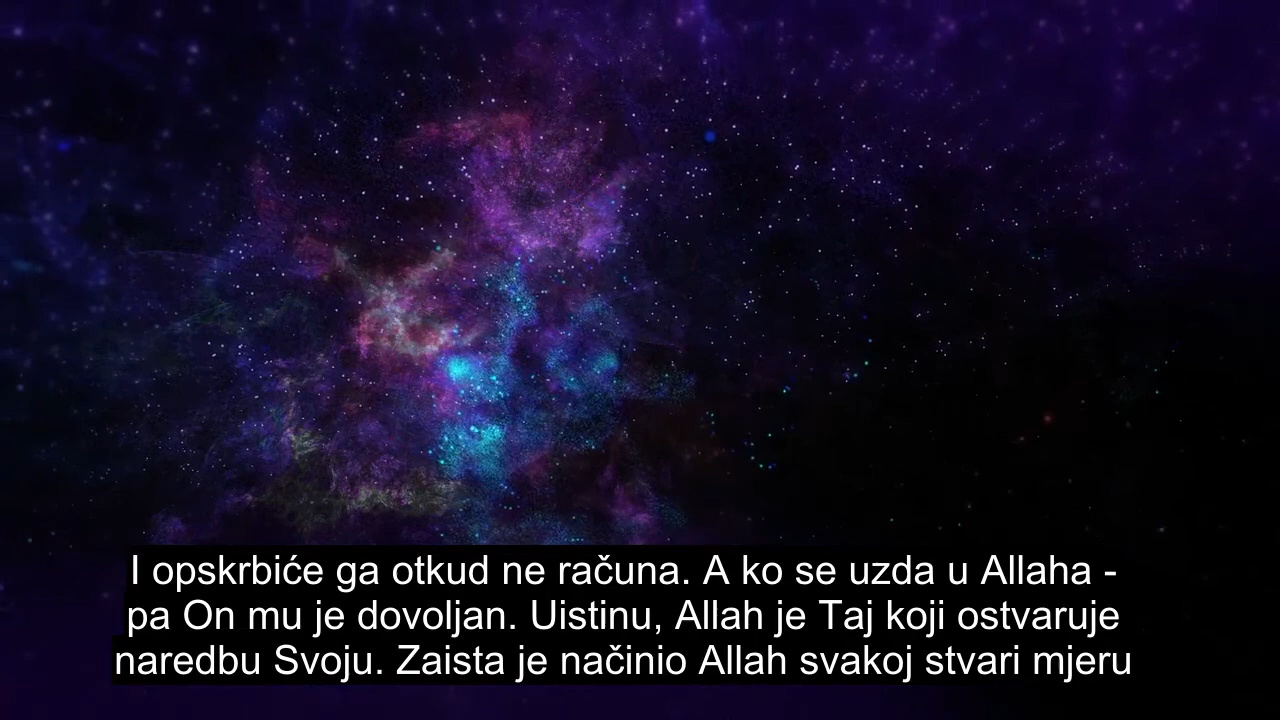 I opskrbiće ga otkud ne računa. A ko se uzda u Allaha -
pa On mu je dovoljan. Uistinu, Allah je Taj koji ostvaruje
naredbu Svoju. Zaista je načinio Allah svakoj stvari mjeru